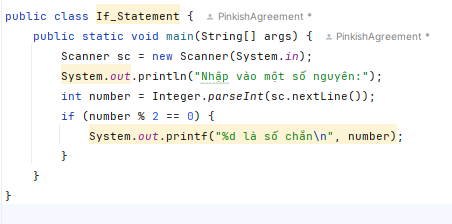 public class If_Statement { PinkishAgreement *
public static void main(String[] args) { PinkishAgreement *
Scanner sc = new Scanner(System.in);
System.out.println("Nhập vào một số nguyên:");
int number = Integer.parseInt(sc.nextLine());
if (number % 2 == 0) {
System.out.printf("%d là số chẵn\n", number);
}
}
}